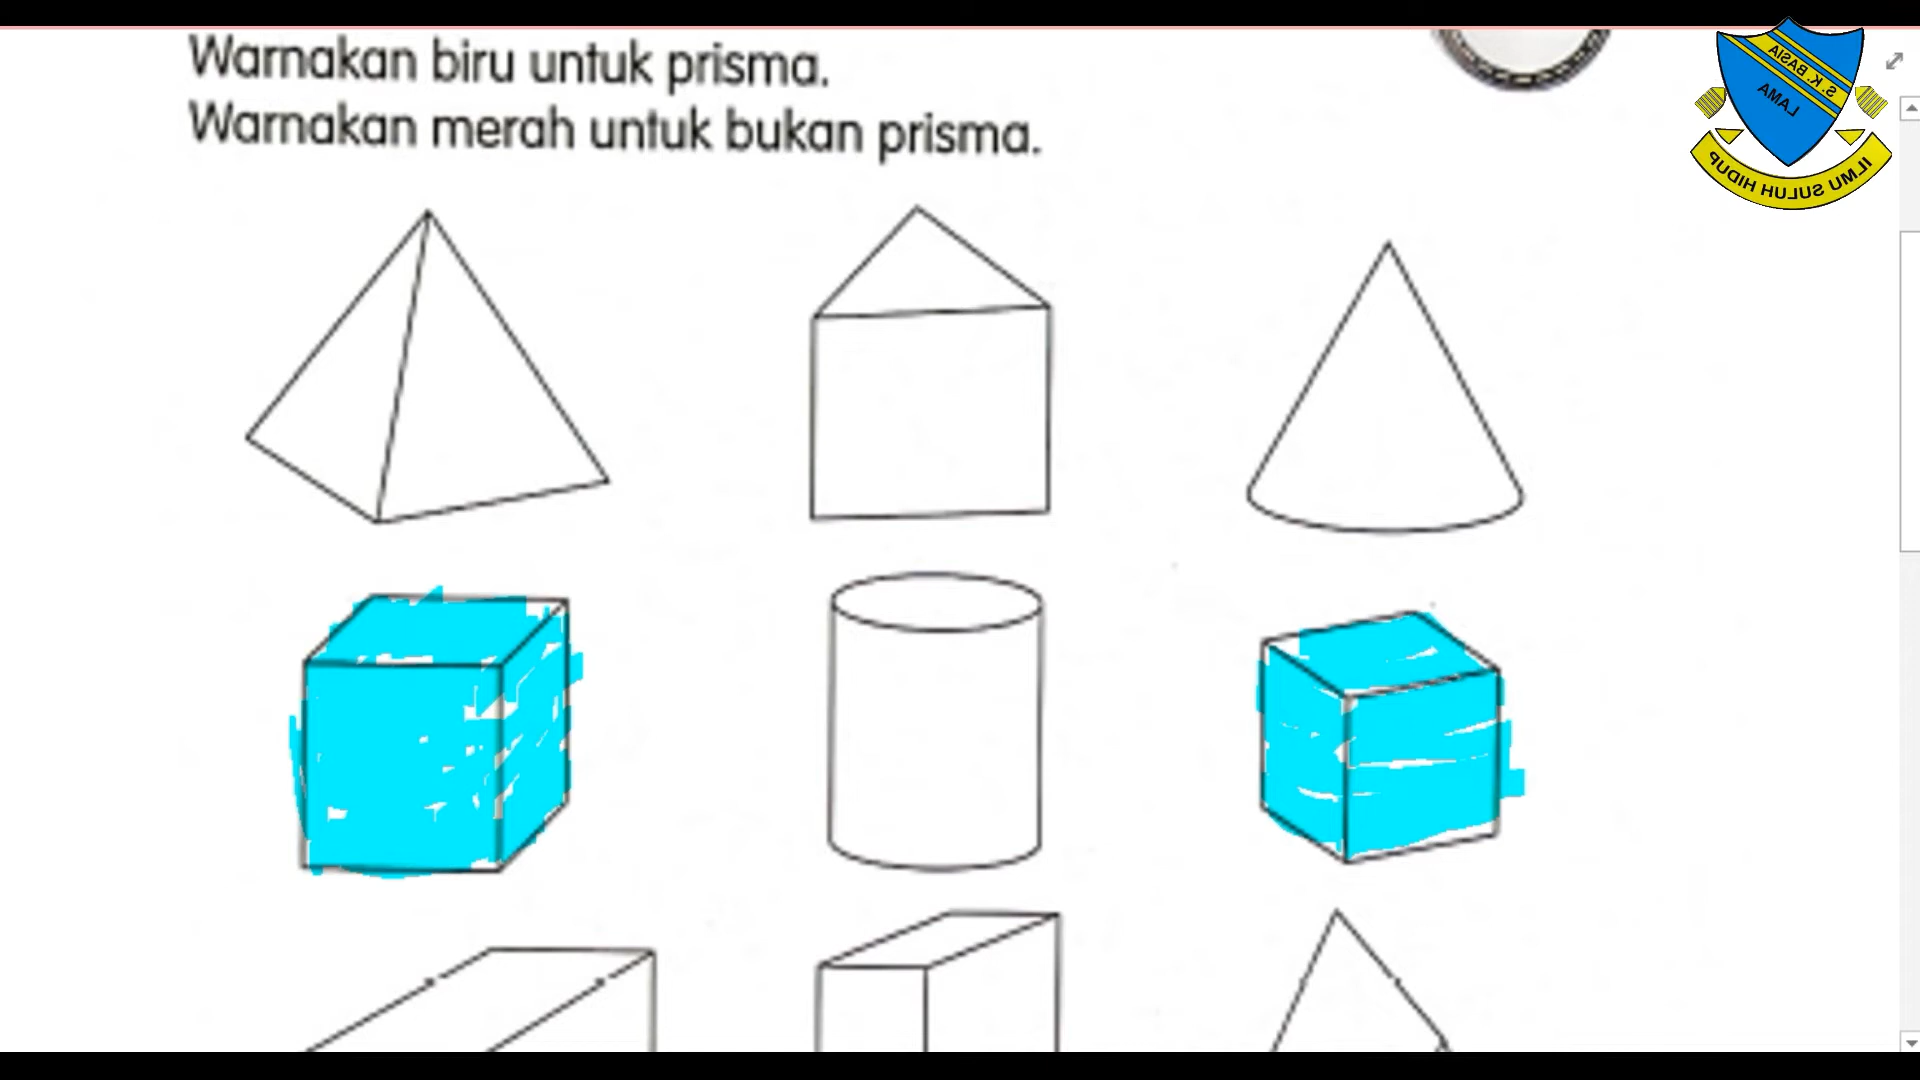 Warnakan biru untuk prisma.
Warnakan merah untuk bukan prisma.
S. K. BASIA
LAMA
ILMU SULUH HIDUP